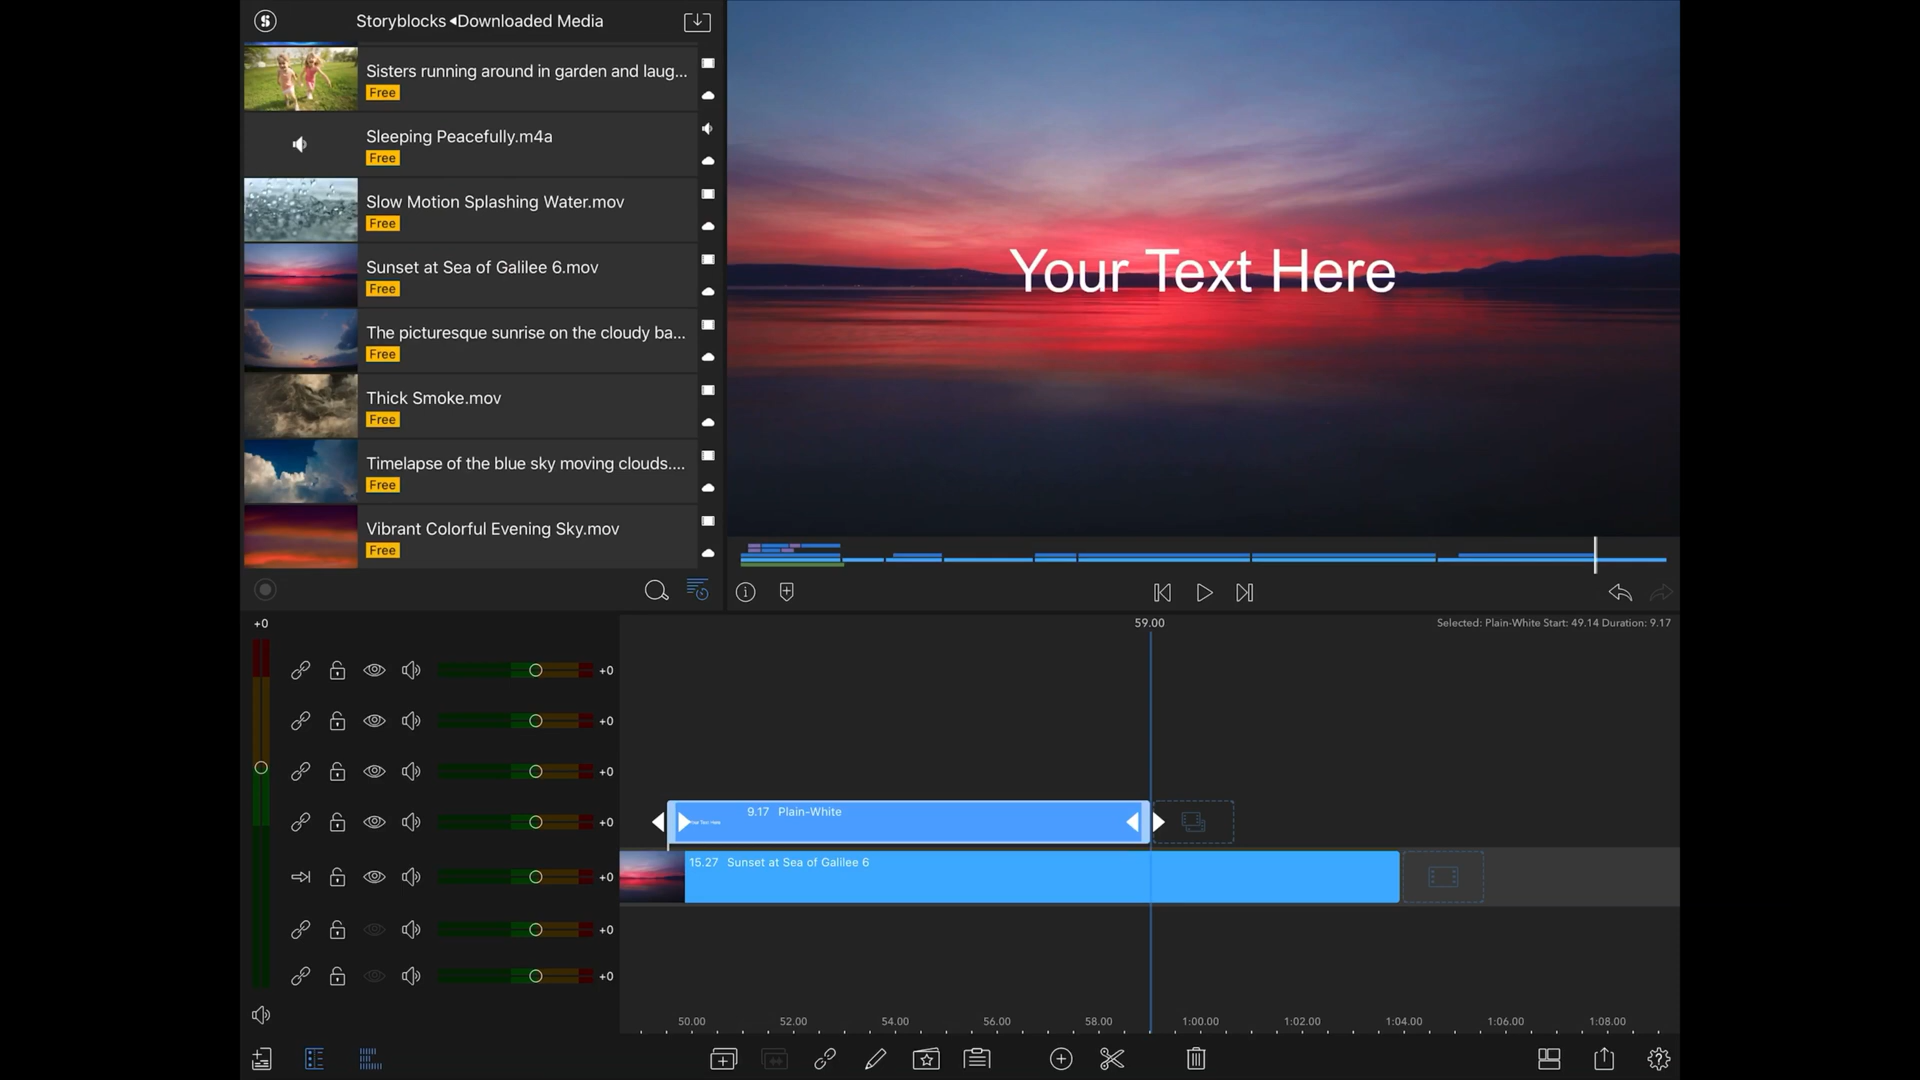 Storyblocks ◂Downloaded Media
Sisters running around in garden and laug...
Free
Sleeping Peacefully.m4a
Free
Slow Motion Splashing Water.mov
Free
Sunset at Sea of Galilee 6.mov
Free
The picturesque sunrise on the cloudy ba...
Free
Thick Smoke.mov
Free
Timelapse of the blue sky moving clouds....
Free
Vibrant Colorful Evening Sky.mov
Free
Your Text Here
+0
59.00
Selected: Plain-White Start: 49.14 Duration: 9.17
+0
+0
+0
+0
9.17 Plain-White
Your Text Here
+0
15.27 Sunset at Sea of Galilee 6
+0
+0
50.00 52.00 54.00 56.00 58.00 1:00.00 1:02.00 1:04.00 1:06.00 1:08.00